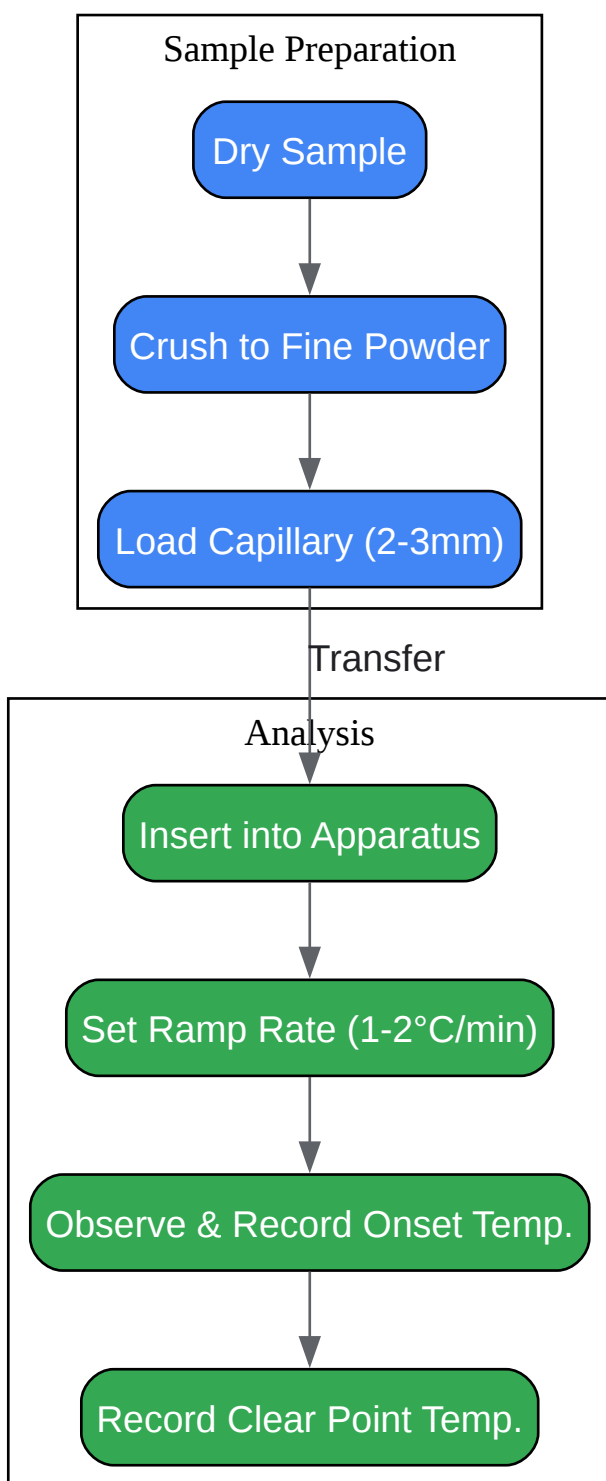 Sample Preparation
Dry Sample
Crush to Fine Powder
Load Capillary (2-3mm)
Transfer
Analysis
Insert into Apparatus
Set Ramp Rate (1-2°C/min)
Observe & Record Onset Temp.
Record Clear Point Temp.